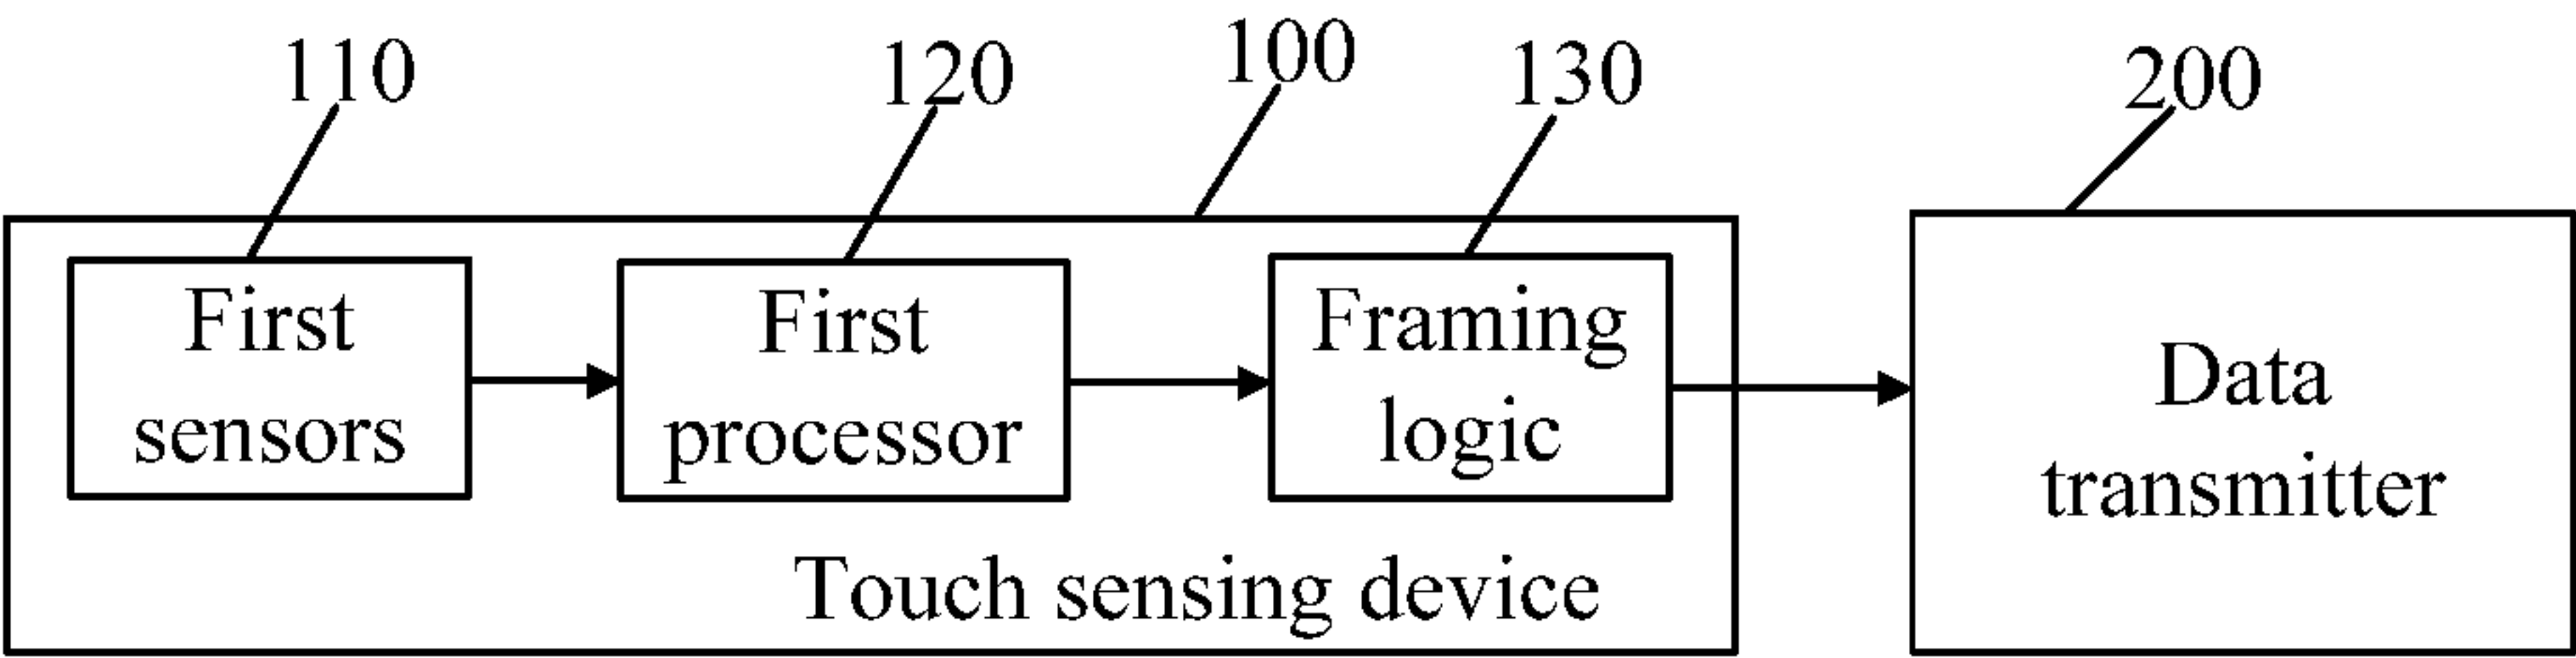 110
120
100
130
200
First
sensors
First
processor
Framing
logic
Data
transmitter
Touch sensing device